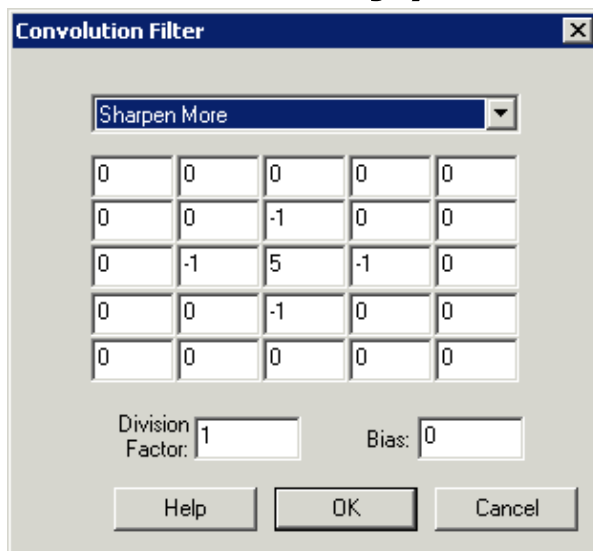 Convolution Filter
Sharpen More
0 0 0 0 0
0 0 -1 0 0
0 -1 5 -1 0
0 0 -1 0 0
0 0 0 0 0
Division Factor: 1 Bias: 0
Help OK Cancel